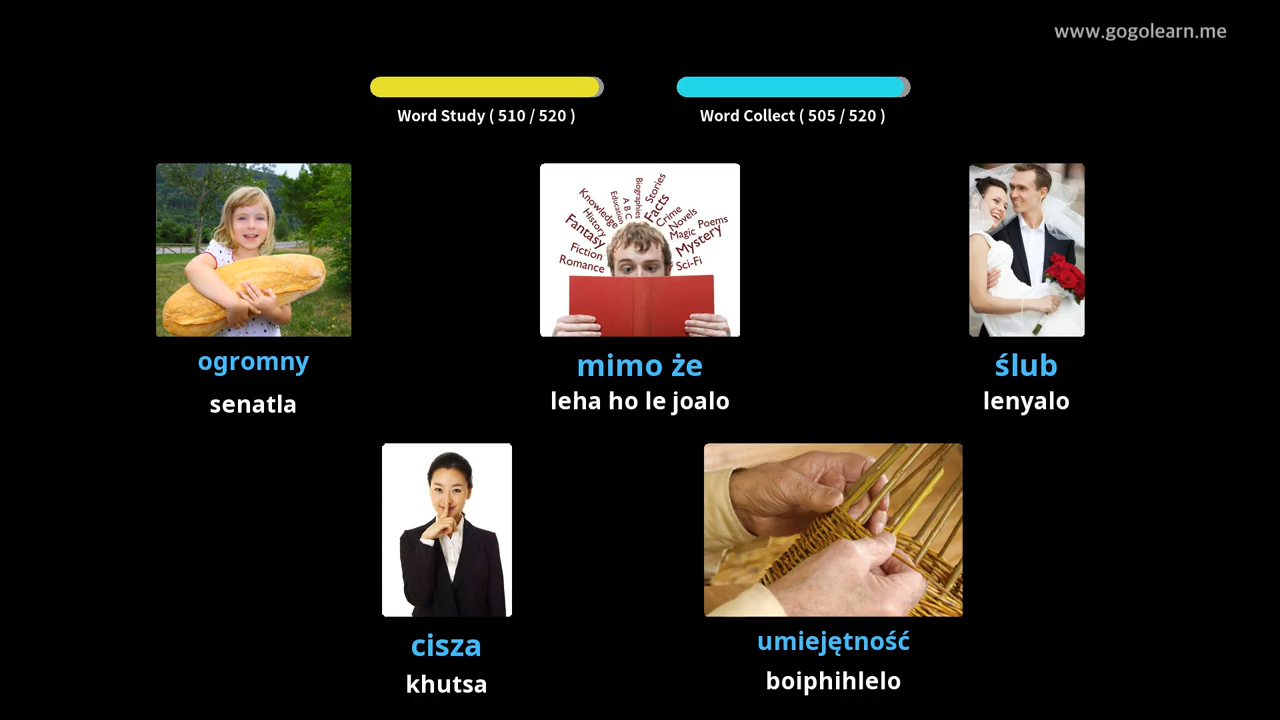 www.gogolearn.me
Word Study ( 510 / 520 )
Word Collect ( 505 / 520 )
Knowledge
History
Fantasy
Fiction
Romance
Education
A B C
Biographies
Stories
Facts
Crime
Novels
Magic
Poems
Mystery
Sci-Fi
ogromny
senatla
mimo że
leha ho le joalo
ślub
lenyalo
cisza
khutsa
umiejętność
boiphihlelo